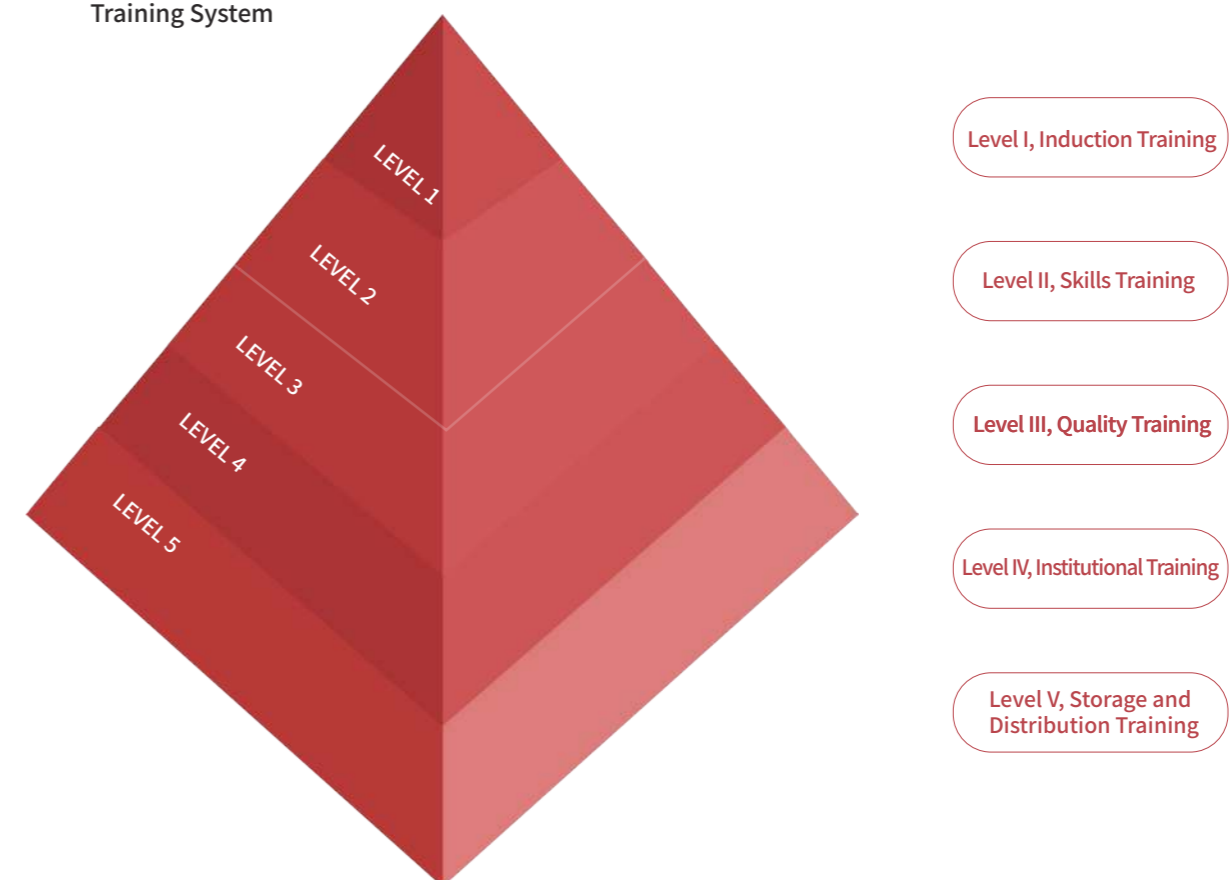 Training System
LEVEL 1
LEVEL 2
LEVEL 3
LEVEL 4
LEVEL 5
Level I, Induction Training
Level II, Skills Training
Level III, Quality Training
Level IV, Institutional Training
Level V, Storage and
Distribution Training